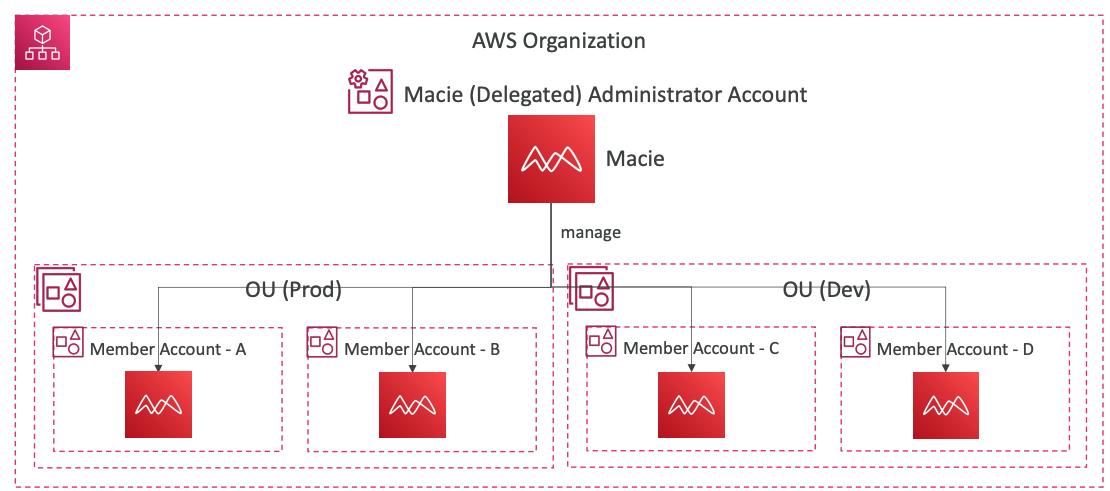 AWS Organization
Macie (Delegated) Administrator Account
Macie
manage
OU (Prod)
OU (Dev)
Member Account - A
Member Account - B
Member Account - C
Member Account - D